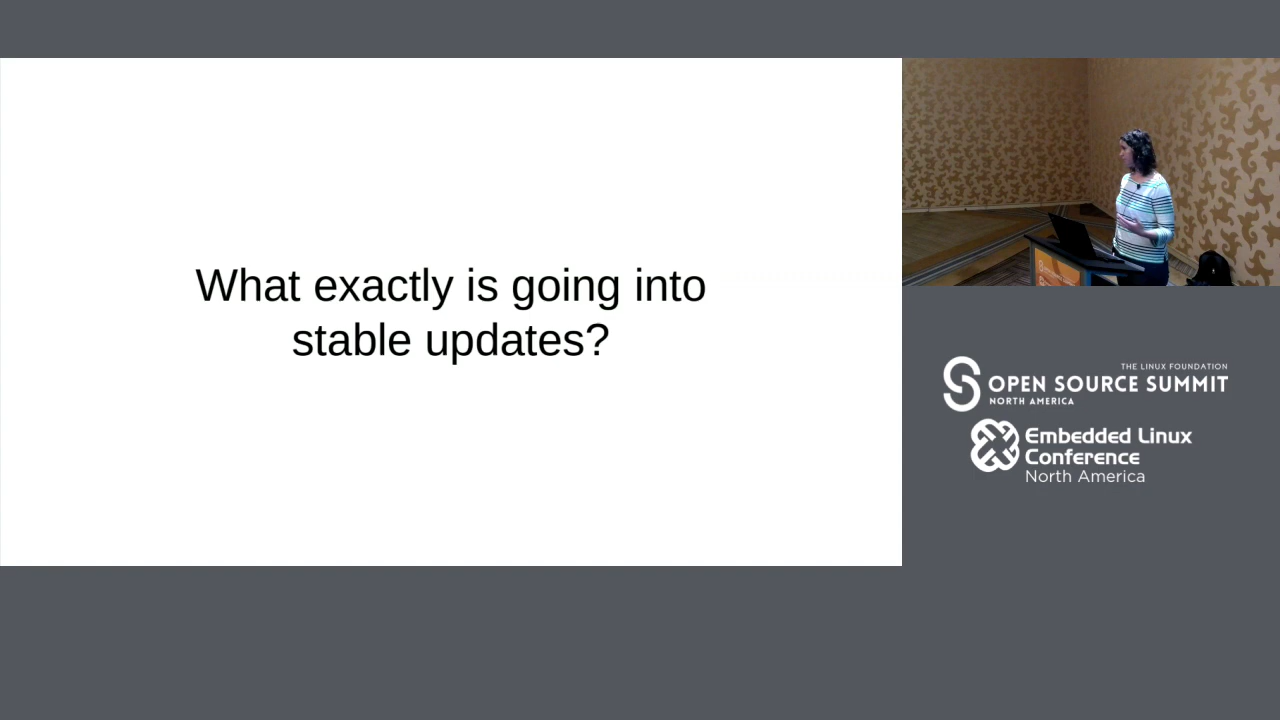 What exactly is going into
stable updates?
THE LINUX FOUNDATION
OPEN SOURCE SUMMIT
NORTH AMERICA
Embedded Linux
Conference
North America